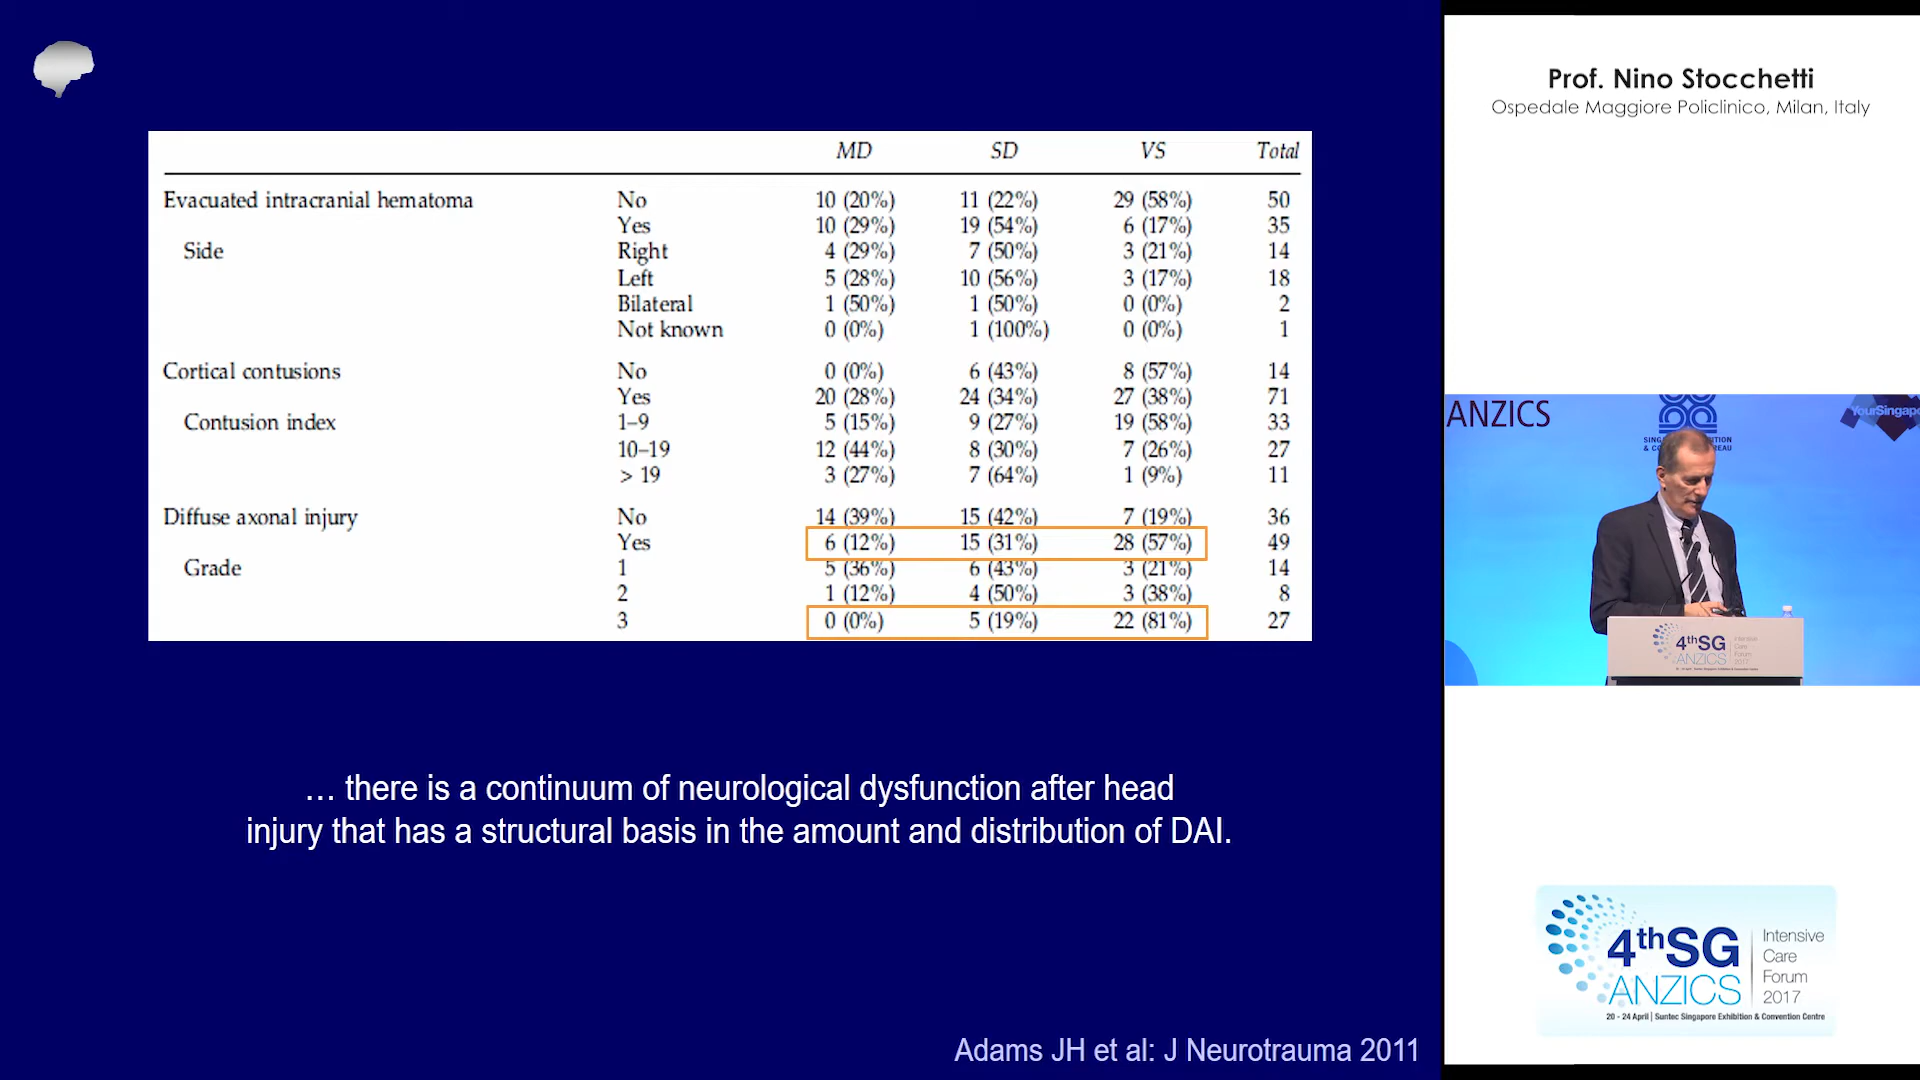 MD SD VS Total
Evacuated intracranial hematoma No 10 (20%) 11 (22%) 29 (58%) 50
Yes 10 (29%) 19 (54%) 6 (17%) 35
Side Right 4 (29%) 7 (50%) 3 (21%) 14
Left 5 (28%) 10 (56%) 3 (17%) 18
Bilateral 1 (50%) 1 (50%) 0 (0%) 2
Not known 0 (0%) 1 (100%) 0 (0%) 1
Cortical contusions No 0 (0%) 6 (43%) 8 (57%) 14
Yes 20 (28%) 24 (34%) 27 (38%) 71
Contusion index 1–9 5 (15%) 9 (27%) 19 (58%) 33
10–19 12 (44%) 8 (30%) 7 (26%) 27
> 19 3 (27%) 7 (64%) 1 (9%) 11
Diffuse axonal injury No 14 (39%) 15 (42%) 7 (19%) 36
Yes 6 (12%) 15 (31%) 28 (57%) 49
Grade 1 5 (36%) 6 (43%) 3 (21%) 14
2 1 (12%) 4 (50%) 3 (38%) 8
3 0 (0%) 5 (19%) 22 (81%) 27
… there is a continuum of neurological dysfunction after head
injury that has a structural basis in the amount and distribution of DAI.
Adams JH et al: J Neurotrauma 2011
Prof. Nino Stocchetti
Ospedale Maggiore Policlinico, Milan, Italy
ANZICS
YourSingapo
4thSG
ANZICS
Intensive
Care
Forum
2017
4thSG
ANZICS
Intensive
Care
Forum
2017
20 - 24 April | Suntec Singapore Exhibition & Convention Centre